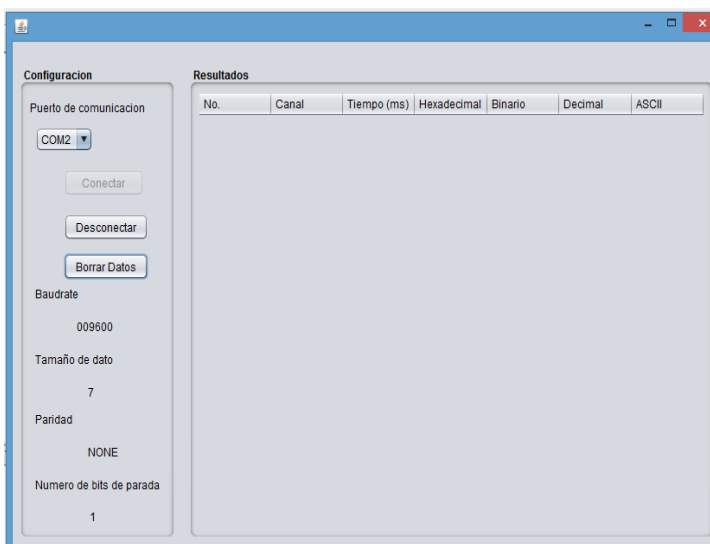 Configuracion
Puerto de comunicacion
COM2
Conectar
Desconectar
Borrar Datos
Baudrate
009600
Tamaño de dato
7
Paridad
NONE
Numero de bits de parada
1
Resultados
No. Canal Tiempo (ms) Hexadecimal Binario Decimal ASCII